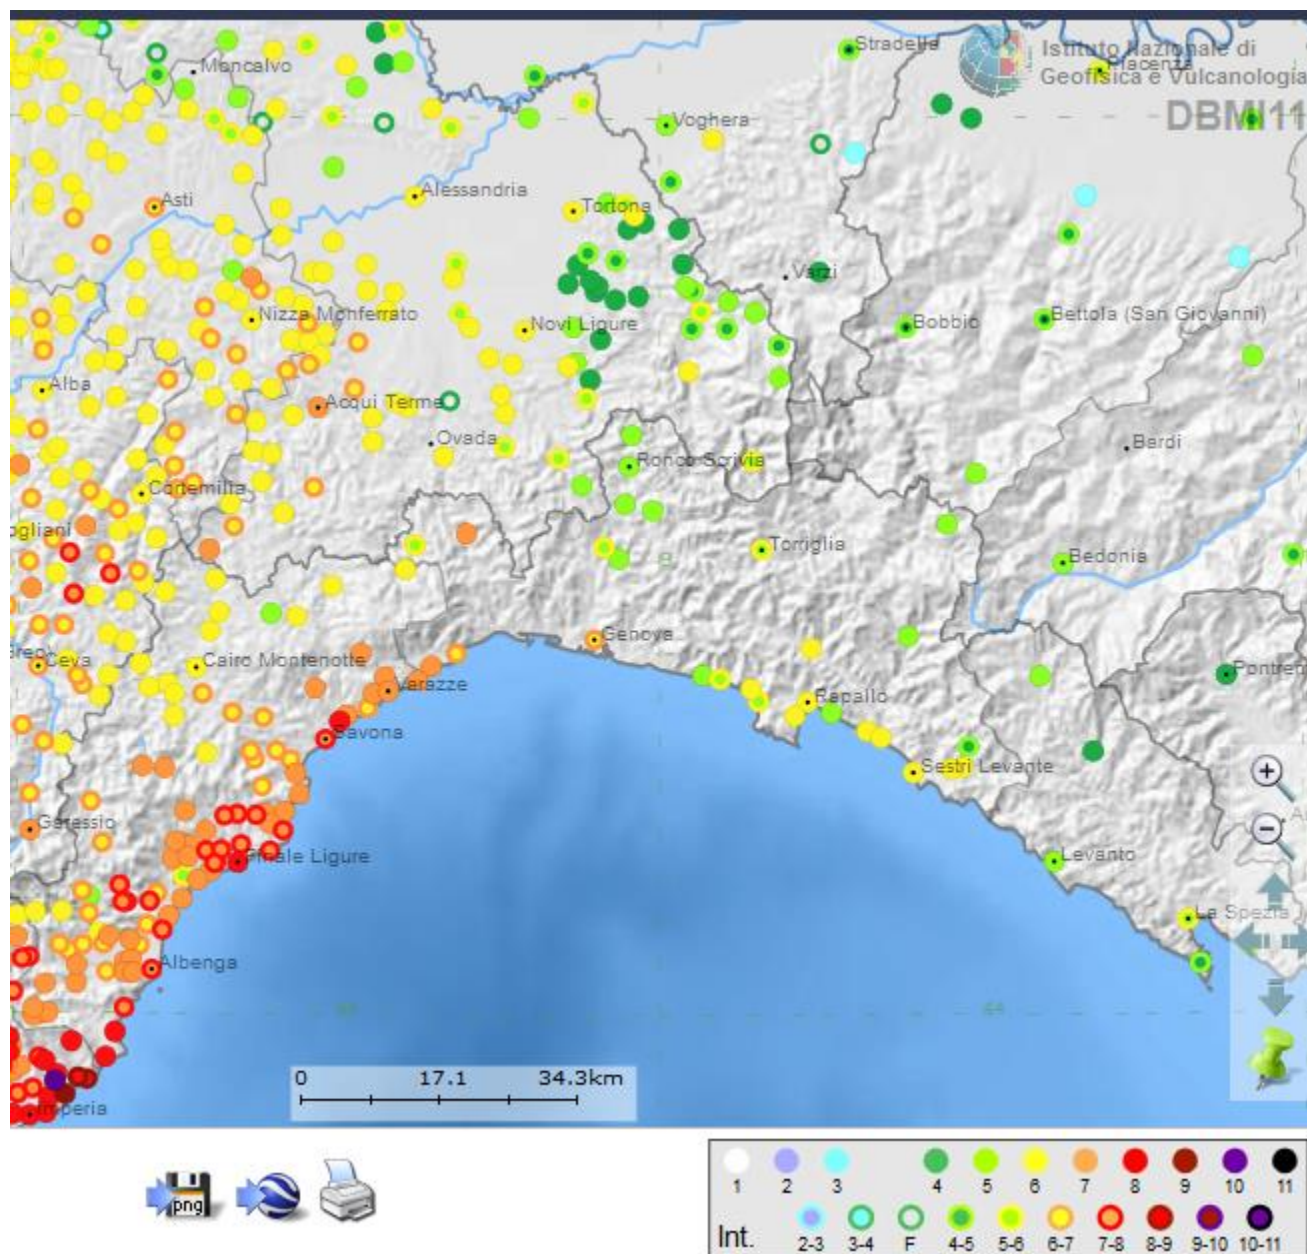 Stradella
Istituto Nazionale di
Geofisica e Vulcanologia
Piacenza
DBMI11
Moncalvo
Voghera
Asti
Alessandria
Tortona
Varzi
Nizza Monferrato
Novi Ligure
Bobbio
Bettola (San Giovanni)
Alba
Acqui Terme
Ovada
Bardi
Ronco Scrivia
Cortemilia
ogliani
Torriglia
Bedonia
Genova
Ceva
Cairo Montenotte
Pontrem
Varazze
Rapallo
Savona
Sestri Levante
Garessio
Finale Ligure
Levanto
La Spezia
Albenga
44
0 17.1 34.3km
Imperia
png
1 2 3 4 5 6 7 8 9 10 11
Int. 2-3 3-4 F 4-5 5-6 6-7 7-8 8-9 9-10 10-11